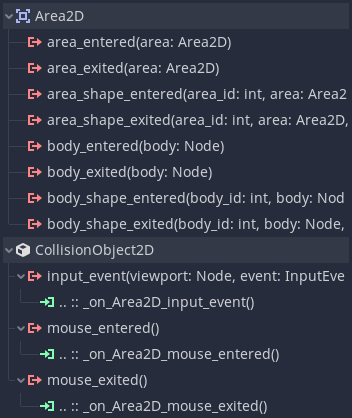 Area2D
area_entered(area: Area2D)
area_exited(area: Area2D)
area_shape_entered(area_id: int, area: Area2
area_shape_exited(area_id: int, area: Area2D,
body_entered(body: Node)
body_exited(body: Node)
body_shape_entered(body_id: int, body: Nod
body_shape_exited(body_id: int, body: Node,
CollisionObject2D
input_event(viewport: Node, event: InputEve
.. :: _on_Area2D_input_event()
mouse_entered()
.. :: _on_Area2D_mouse_entered()
mouse_exited()
.. :: _on_Area2D_mouse_exited()